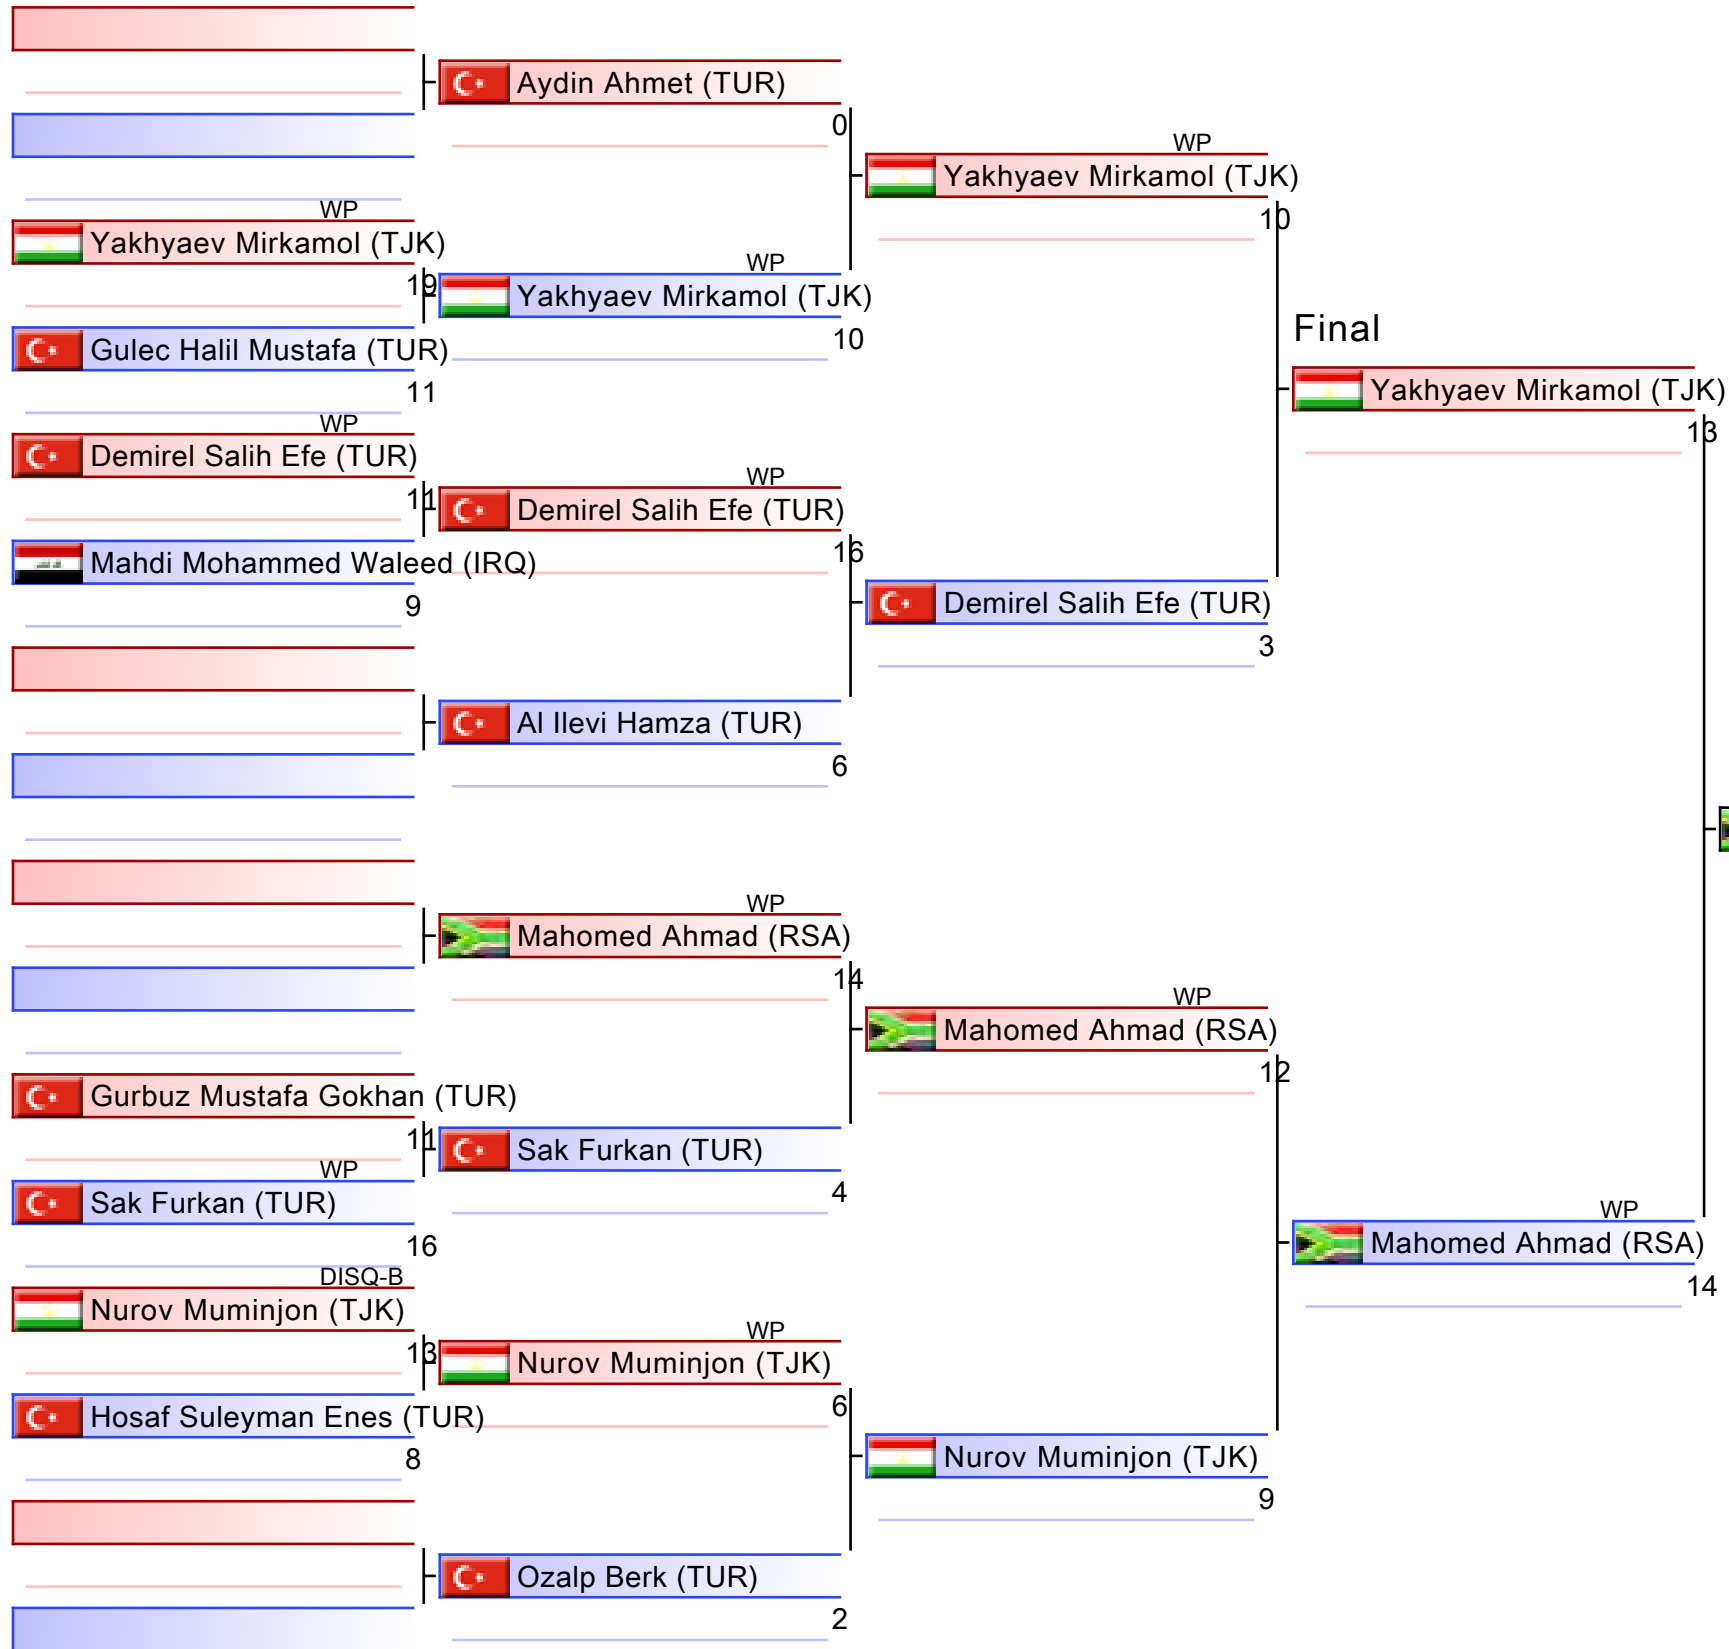 Aydin Ahmet (TUR)
0
WP
Yakhyaev Mirkamol (TJK)
10
WP
Yakhyaev Mirkamol (TJK)
19
WP
Yakhyaev Mirkamol (TJK)
10
Gulec Halil Mustafa (TUR)
11
Final
Yakhyaev Mirkamol (TJK)
13
WP
Demirel Salih Efe (TUR)
11
WP
Demirel Salih Efe (TUR)
16
Mahdi Mohammed Waleed (IRQ)
9
Demirel Salih Efe (TUR)
3
Al Ilevi Hamza (TUR)
6
WP
Mahomed Ahmad (RSA)
14
WP
Mahomed Ahmad (RSA)
12
Gurbuz Mustafa Gokhan (TUR)
11
Sak Furkan (TUR)
4
WP
Sak Furkan (TUR)
16
WP
Mahomed Ahmad (RSA)
14
DISQ-B
Nurov Muminjon (TJK)
13
WP
Nurov Muminjon (TJK)
6
Hosaf Suleyman Enes (TUR)
8
Nurov Muminjon (TJK)
9
Ozalp Berk (TUR)
2